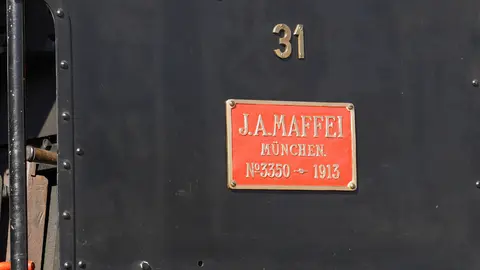 31
J.A.MAFFEI
MÜNCHEN.
No3350 - 1913